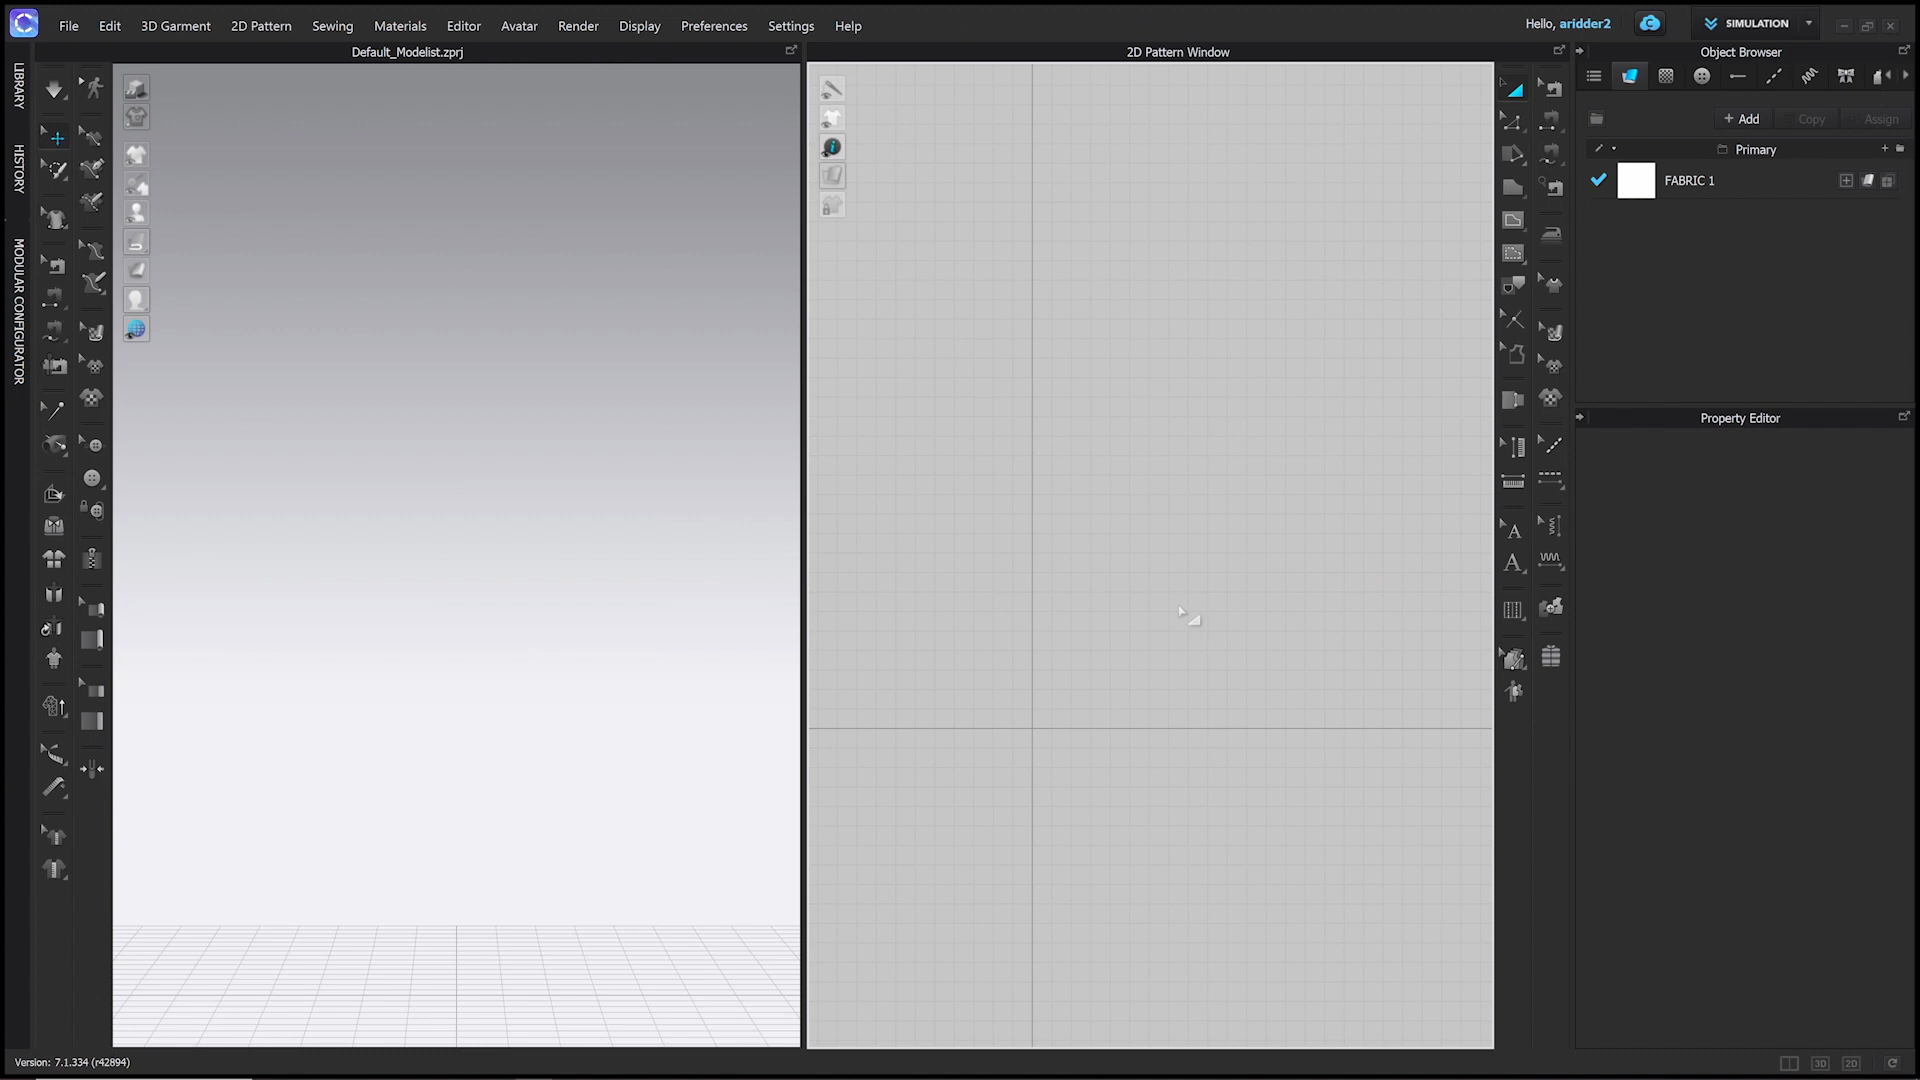 File Edit 3D Garment 2D Pattern Sewing Materials Editor Avatar Render Display Preferences Settings Help
Hello, aridder2
SIMULATION
Default_Modelist.zprj
2D Pattern Window
Object Browser
LIBRARY
HISTORY
MODULAR CONFIGURATOR
+ Add
Copy
Assign
Primary
FABRIC 1
Property Editor
A
A
Version: 7.1.334 (r42894)
3D
2D